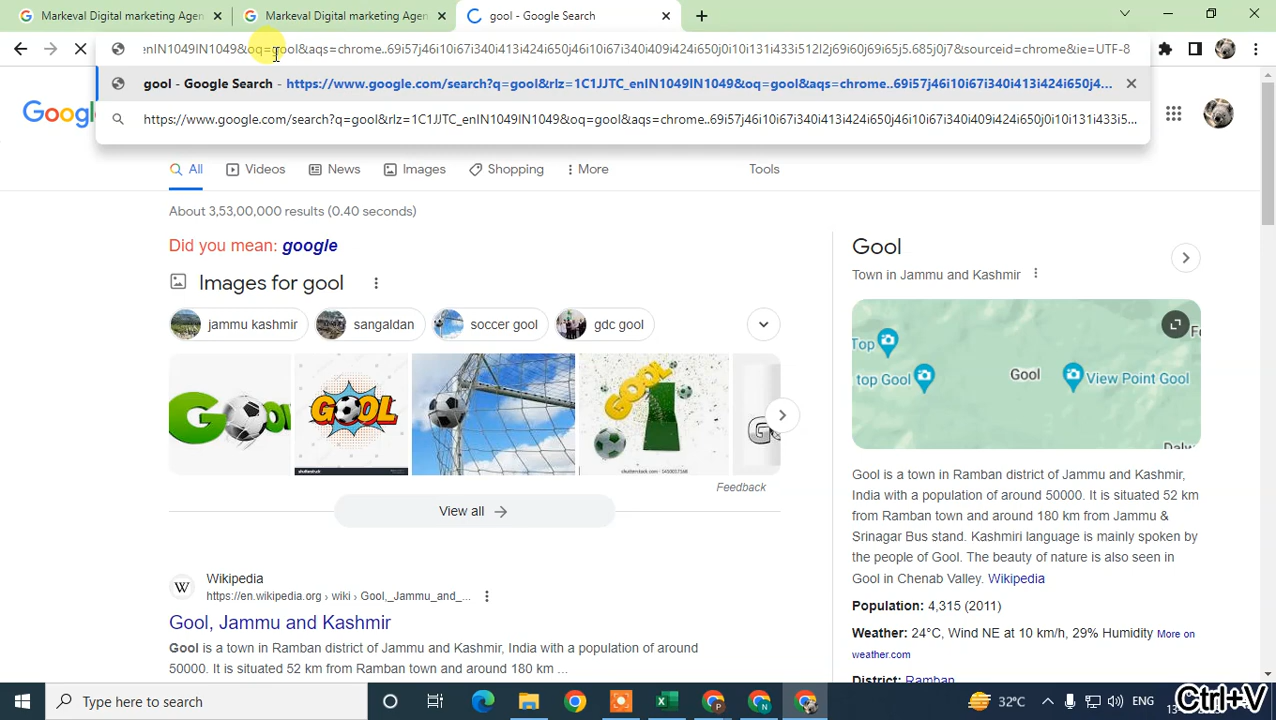 Markeval Digital marketing Agen
Markeval Digital marketing Agen
gool - Google Search
enIN1049IN1049&oq=gool&aqs=chrome..69i57j46i10i67i340i413i424i650j46i10i67i340i409i424i650j0i10i131i433i512l2j69i60j69i65j5.685j0j7&sourceid=chrome&ie=UTF-8
gool - Google Search - https://www.google.com/search?q=gool&rlz=1C1JJTC_enIN1049IN1049&oq=gool&aqs=chrome..69i57j46i10i67i340i413i424i650j0j4...
https://www.google.com/search?q=gool&rlz=1C1JJTC_enIN1049IN1049&oq=gool&aqs=chrome..69i57j46i10i67i340i413i424i650j46i10i67i340i409i424i650j0i10i131i433i5...
All
Videos
News
Images
Shopping
More
Tools
About 3,53,00,000 results (0.40 seconds)
Did you mean: google
Images for gool
jammu kashmir
sangaldan
soccer gool
gdc gool
GOOL
GOOL
GOOL
Feedback
View all
Wikipedia
https://en.wikipedia.org › wiki › Gool,_Jammu_and_...
Gool, Jammu and Kashmir
Gool is a town in Ramban district of Jammu and Kashmir, India with a population of around
50000. It is situated 52 km from Ramban town and around 180 km ...
Gool
Town in Jammu and Kashmir
Top
top Gool
Gool
View Point Gool
Gool is a town in Ramban district of Jammu and Kashmir,
India with a population of around 50000. It is situated 52 km
from Ramban town and around 180 km from Jammu &
Srinagar Bus stand. Kashmiri language is mainly spoken by
the people of Gool. The beauty of nature is also seen in
Gool in Chenab Valley. Wikipedia
Population: 4,315 (2011)
Weather: 24°C, Wind NE at 10 km/h, 29% Humidity More on
weather.com
District: Ramban
Type here to search
32°C
ENG
Ctrl+V